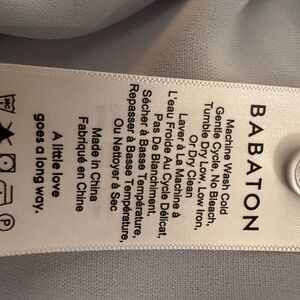 BABATON
Machine Wash Cold
Gentle Cycle, No Bleach,
Tumble Dry Low, Low Iron,
Or Dry Clean
Laver à La Machine à
L'eau Froide Au Cycle Délicat,
Pas De Blanchiment,
Sécher à Basse Température,
Repasser à Basse Température,
Ou Nettoyer à Sec
Made in China
Fabriqué en Chine
A little love
goes a long way.